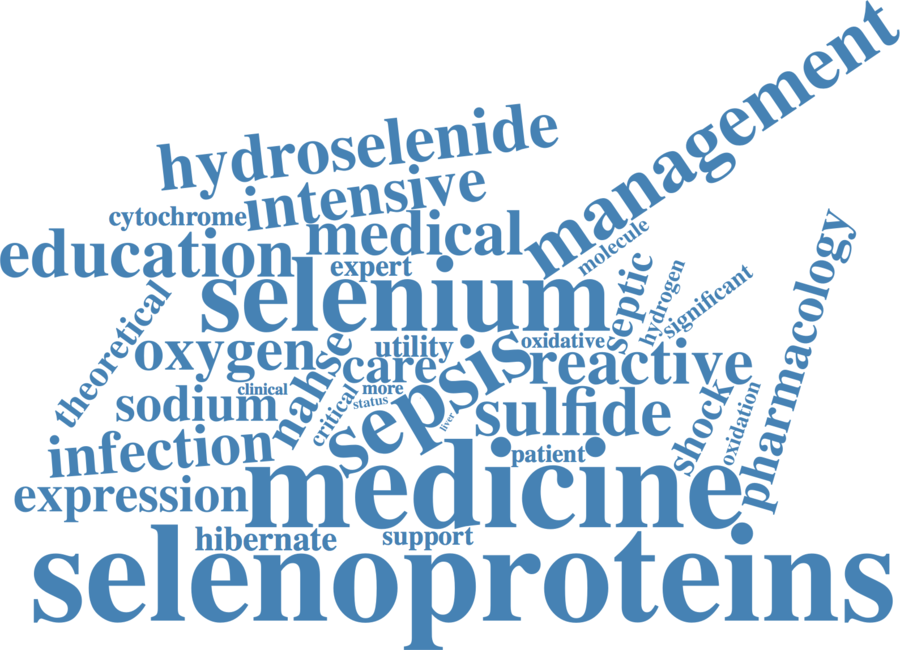 management
hydroselenide
intensive
cytochrome
medical
education
expert
molecule
selenium
septic
hydrogen
significant
pharmacology
theoretical
oxygen
nahse
utility
oxidative
care
reactive
sepsis
sodium
clinical
more
status
critical
liver
sulfide
shock
oxidation
infection
patient
medicine
expression
hibernate
support
selenoproteins